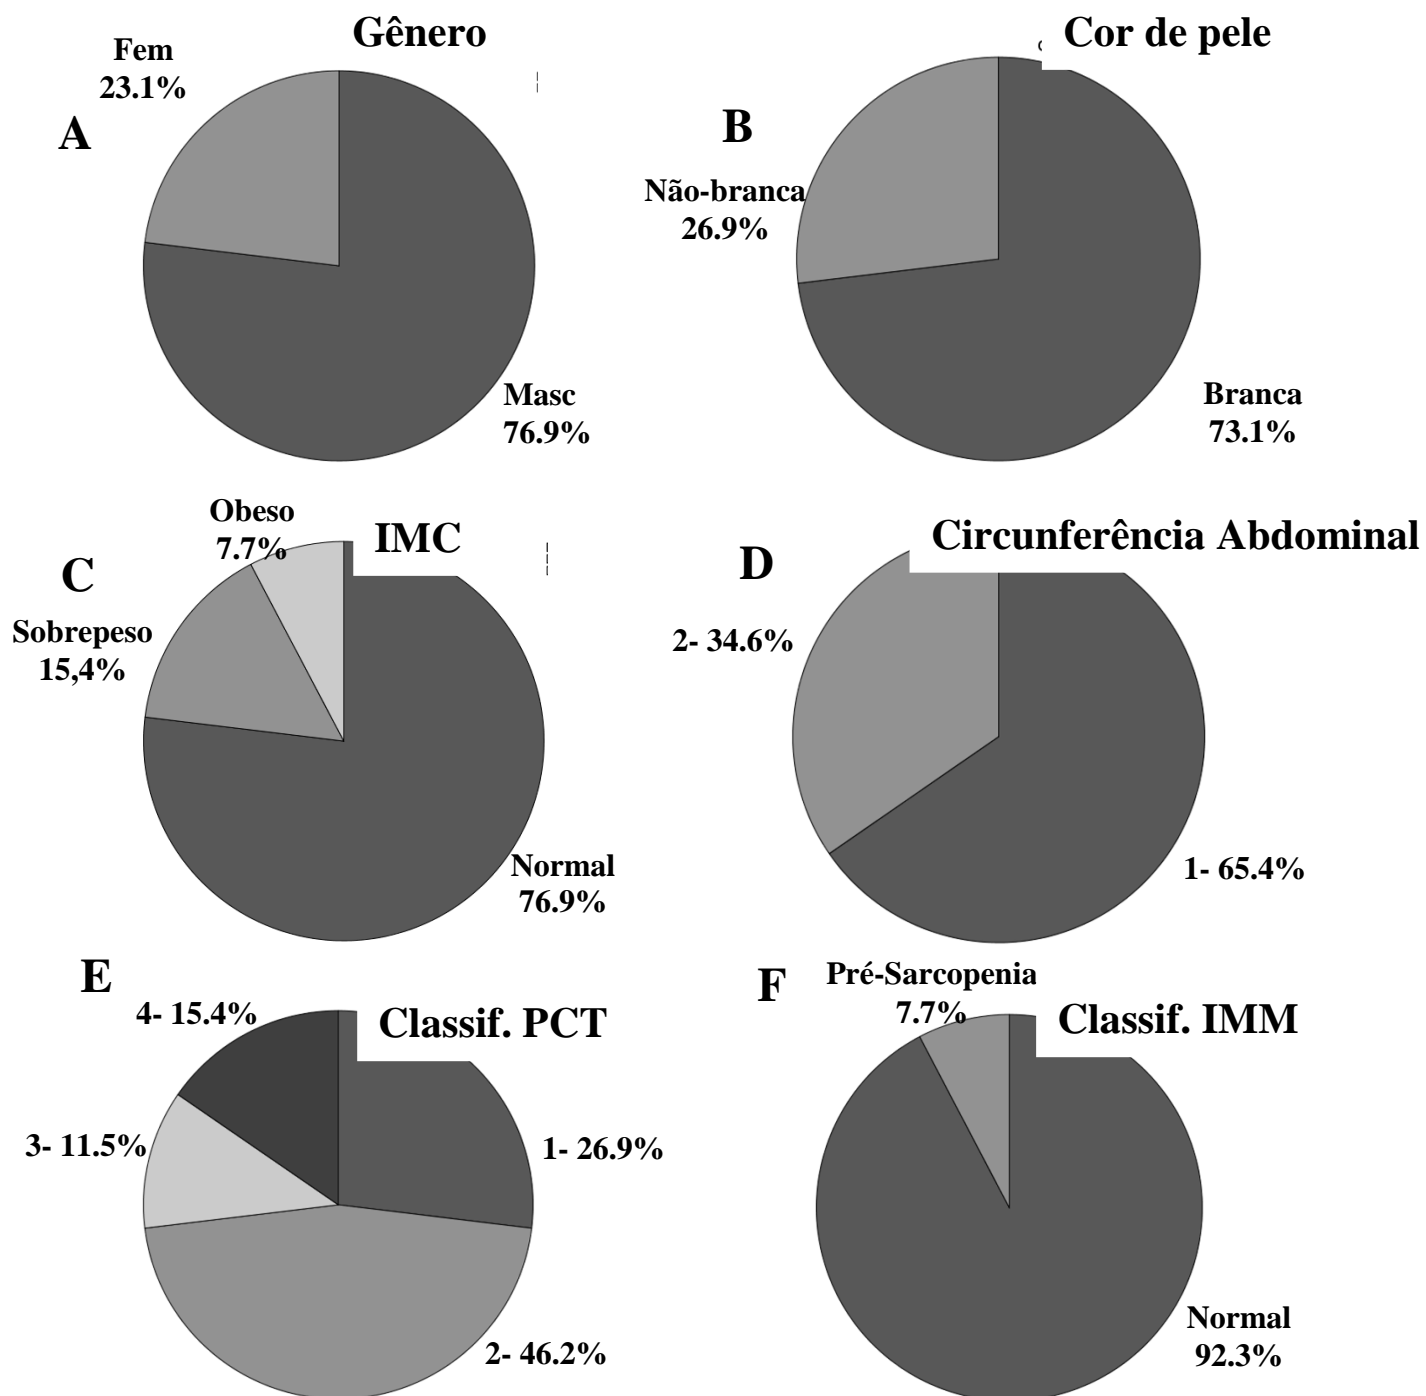 Gênero
Fem
23.1%
A
Masc
76.9%
Cor de pele
B
Não-branca
26.9%
Branca
73.1%
Obeso
7.7%
IMC
C
Sobrepeso
15,4%
Normal
76.9%
Circunferência Abdominal
D
2- 34.6%
1- 65.4%
E
4- 15.4%
Classif. PCT
3- 11.5%
1- 26.9%
2- 46.2%
F
Pré-Sarcopenia
7.7%
Classif. IMM
Normal
92.3%